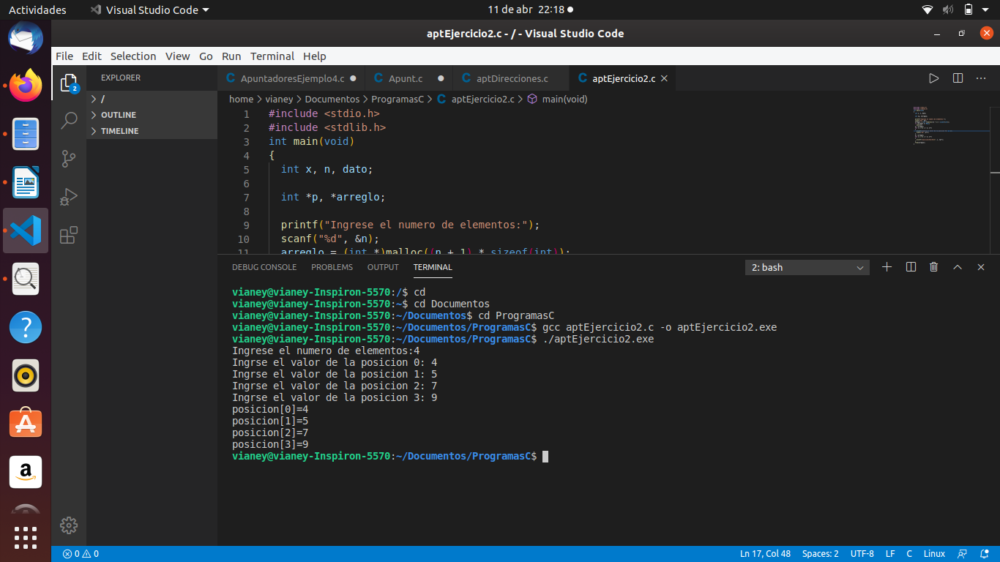 Actividades Visual Studio Code 11 de abr 22:18
aptEjercicio2.c - / - Visual Studio Code
File Edit Selection View Go Run Terminal Help
EXPLORER
/
OUTLINE
TIMELINE
2
ApuntadoresEjemplo4.c Apunt.c aptDirecciones.c aptEjercicio2.c
home > vianey > Documentos > ProgramasC > aptEjercicio2.c > main(void)
1 #include <stdio.h>
2 #include <stdlib.h>
3 int main(void)
4 {
5 int x, n, dato;
6
7 int *p, *arreglo;
8
9 printf("Ingrese el numero de elementos:");
10 scanf("%d", &n);
11 arreglo = (int *)malloc((n + 1) * sizeof(int));
DEBUG CONSOLE PROBLEMS OUTPUT TERMINAL 2: bash
vianey@vianey-Inspiron-5570:/$ cd
vianey@vianey-Inspiron-5570:~$ cd Documentos
vianey@vianey-Inspiron-5570:~/Documentos$ cd ProgramasC
vianey@vianey-Inspiron-5570:~/Documentos/ProgramasC$ gcc aptEjercicio2.c -o aptEjercicio2.exe
vianey@vianey-Inspiron-5570:~/Documentos/ProgramasC$ ./aptEjercicio2.exe
Ingrese el numero de elementos:4
Ingrse el valor de la posicion 0: 4
Ingrse el valor de la posicion 1: 5
Ingrse el valor de la posicion 2: 7
Ingrse el valor de la posicion 3: 9
posicion[0]=4
posicion[1]=5
posicion[2]=7
posicion[3]=9
vianey@vianey-Inspiron-5570:~/Documentos/ProgramasC$
0 0 Ln 17, Col 48 Spaces: 2 UTF-8 LF C Linux